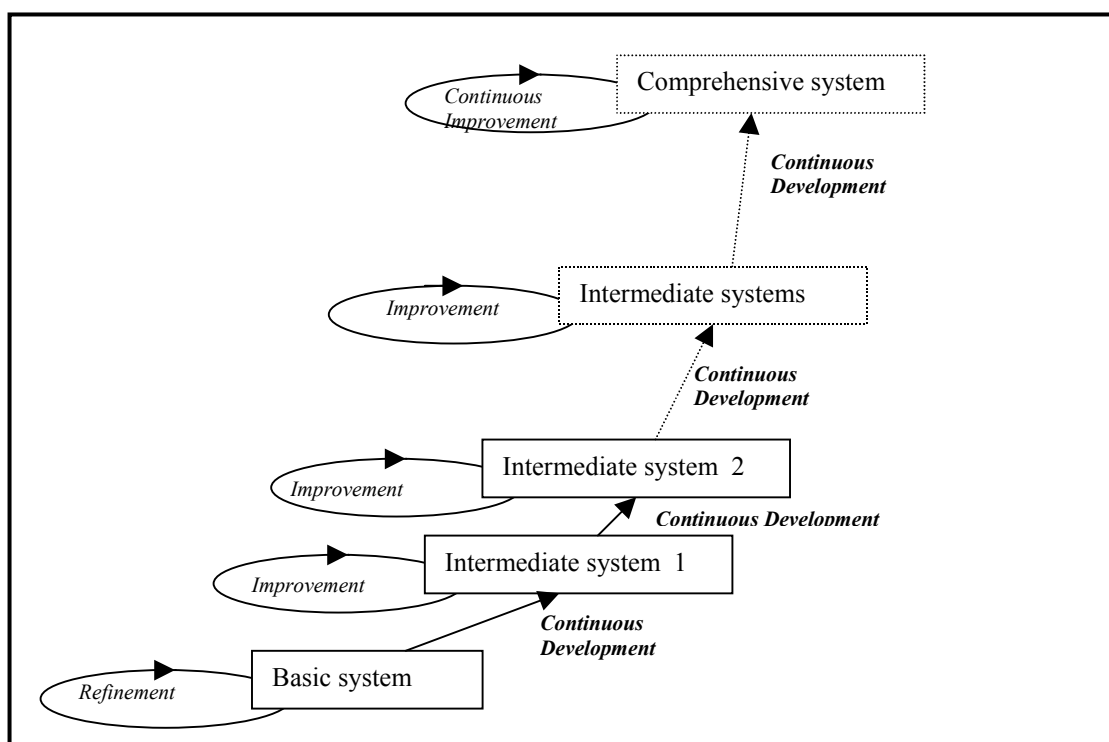 Comprehensive system
Continuous
Improvement
Continuous
Development
Intermediate systems
Improvement
Continuous
Development
Intermediate system 2
Improvement
Continuous Development
Intermediate system 1
Improvement
Continuous
Development
Basic system
Refinement